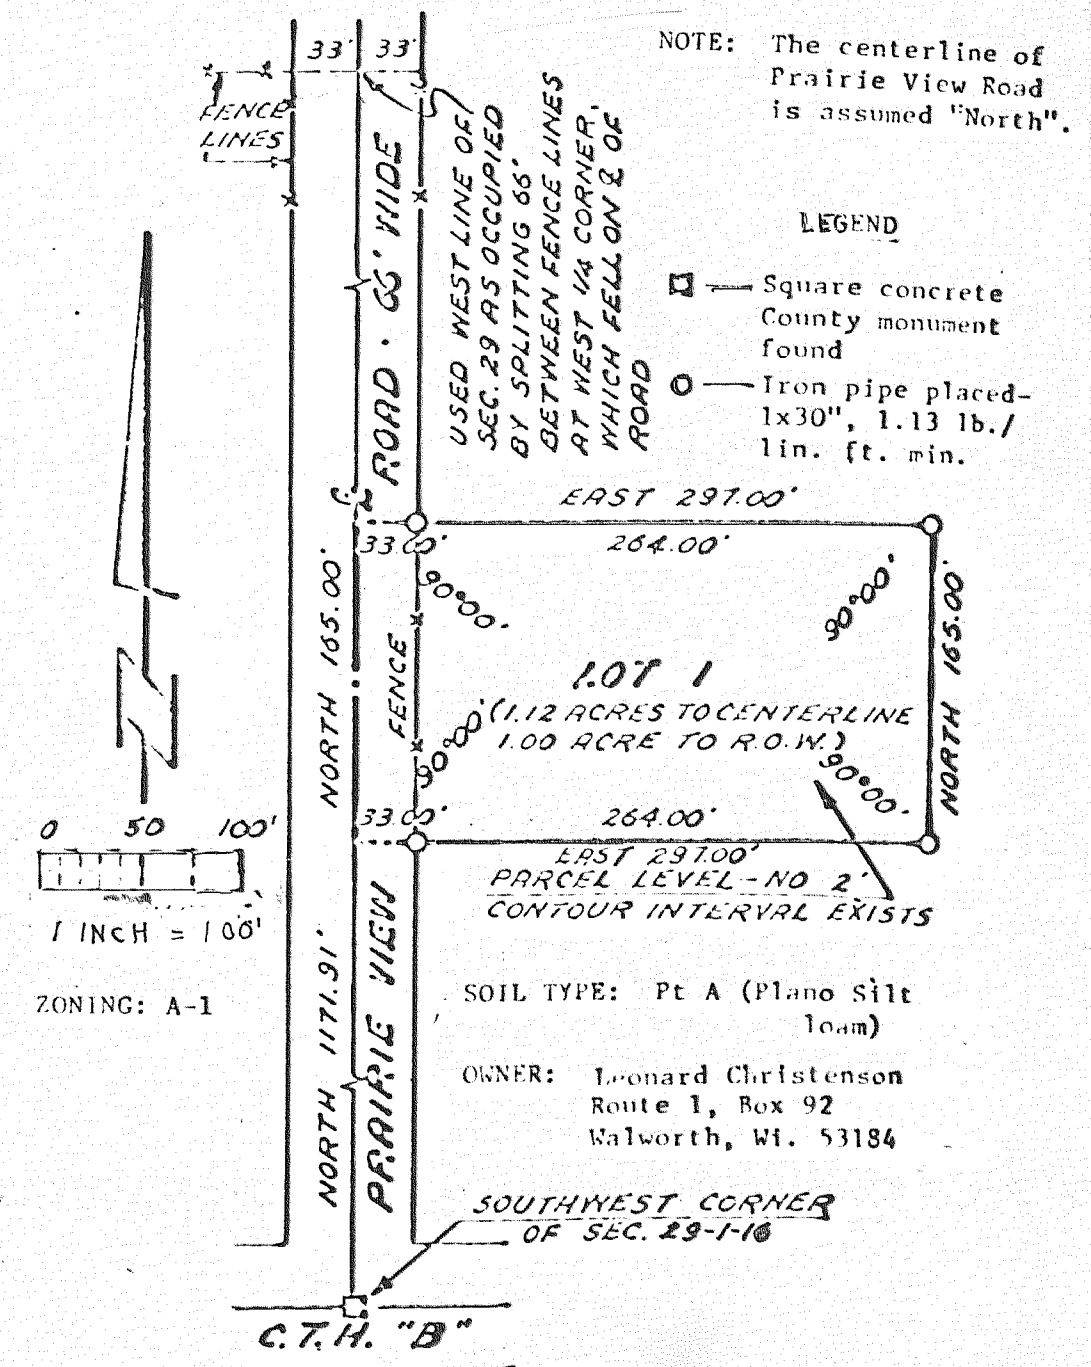 33' 33'
NOTE: The centerline of
Prairie View Road
is assumed "North".
FENCE
LINES
USED WEST LINE OF
SEC. 29 AS OCCUPIED
BY SPLITTING 66'
BETWEEN FENCE LINES
AT WEST 1/4 CORNER,
WHICH FELL ON ℄ OF
ROAD
ROAD · 66' WIDE
LEGEND
Square concrete
County monument
found
Iron pipe placed-
1x30", 1.13 lb./
lin. ft. min.
℄
EAST 297.00'
33.00' 264.00'
90°00'
90°00'
NORTH 165.00'
FENCE
NORTH 165.00'
LOT 1
(1.12 ACRES TO CENTERLINE
1.00 ACRE TO R.O.W.)
90°00'
90°00'
33.00' 264.00'
EAST 297.00'
PARCEL LEVEL-NO 2'
CONTOUR INTERVAL EXISTS
N
0 50 100'
1 INCH = 100'
ZONING: A-1
NORTH 1171.91'
PRAIRIE VIEW
SOIL TYPE: Pt A (Plano Silt
loam)
OWNER: Leonard Christenson
Route 1, Box 92
Walworth, Wi. 53184
SOUTHWEST CORNER
OF SEC. 29-1-16
C.T.H. "B"